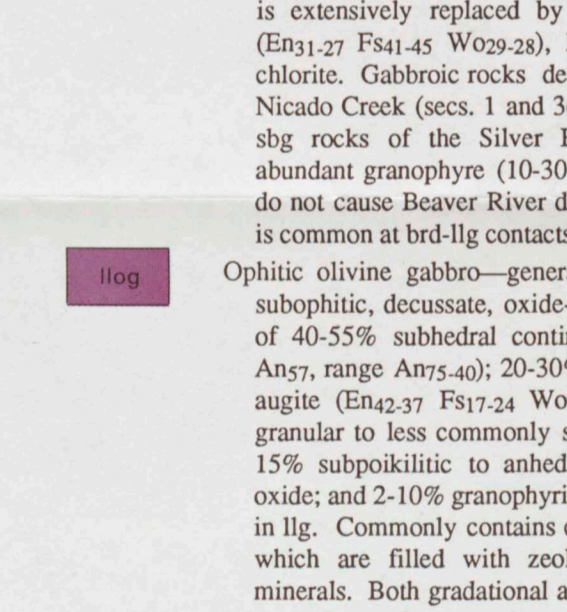 is extensively replaced by
(En31-27 Fs41-45 Wo29-28),
chlorite. Gabbroic rocks de
Nicado Creek (secs. 1 and 3
sbg rocks of the Silver
abundant granophyre (10-30
do not cause Beaver River d
is common at brd-llg contacts
llog
Ophitic olivine gabbro—gener
subophitic, decussate, oxide-
of 40-55% subhedral conti
An57, range An75-40); 20-30%
augite (En42-37 Fs17-24 Wo
granular to less commonly s
15% subpoikilitic to anhed
oxide; and 2-10% granophyri
in llg. Commonly contains
which are filled with zeol
minerals. Both gradational a